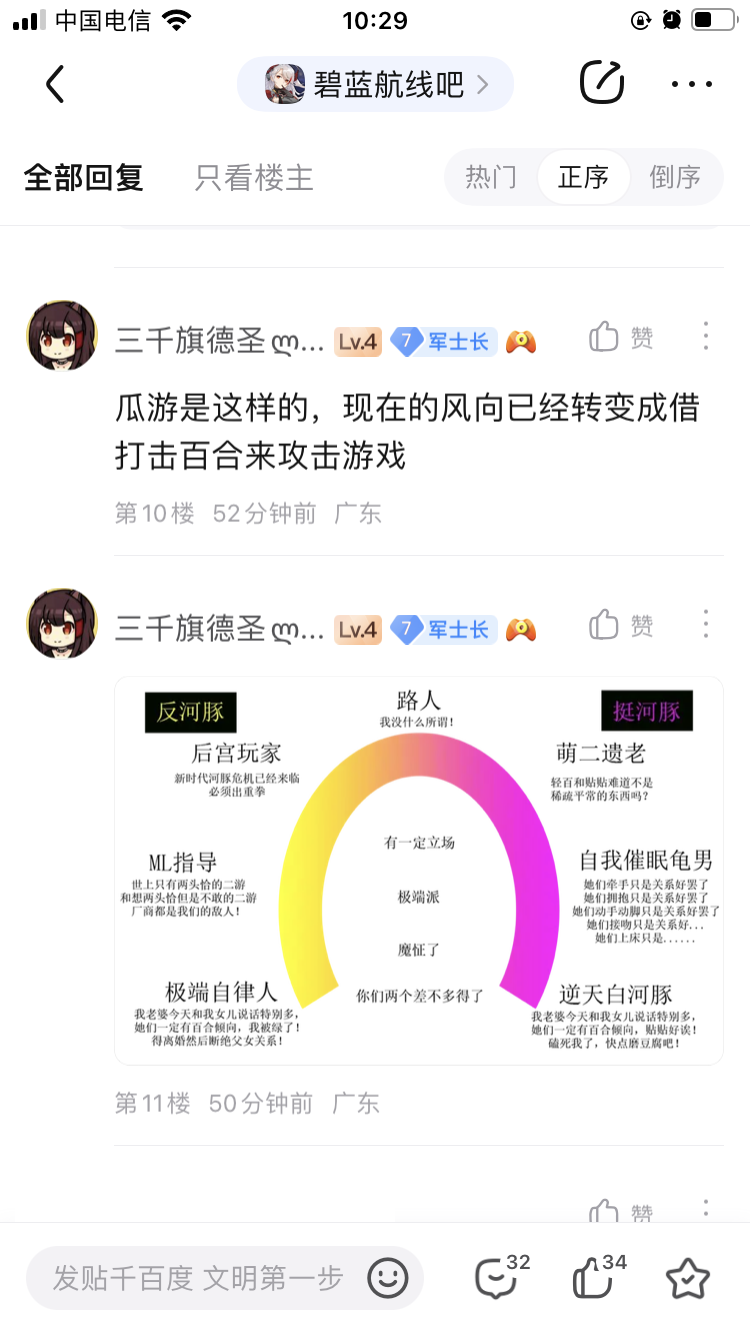 中国电信
10:29
碧蓝航线吧
全部回复
只看楼主
热门
正序
倒序
三千旗德圣ლ...
Lv.4
7
军士长
赞
瓜游是这样的，现在的风向已经转变成借
打击百合来攻击游戏
第10楼 52分钟前 广东
三千旗德圣ლ...
Lv.4
7
军士长
赞
反河豚
路人
我没什么所谓！
挺河豚
后宫玩家
新时代河豚危机已经来临
必须出重拳
萌二遗老
轻百和贴贴难道不是
稀疏平常的东西吗？
有一定立场
ML指导
世上只有两头恰的二游
和想两头恰但是不敢的二游
厂商都是我们的敌人！
自我催眠龟男
她们牵手只是关系好罢了
她们拥抱只是关系好罢了
她们动手动脚只是关系好罢了
她们接吻只是关系好...
她们上床只是......
极端派
魔怔了
你们两个差不多得了
极端自律人
我老婆今天和我女儿说话特别多，
她们一定有百合倾向，我被绿了！
得离婚然后断绝父女关系！
逆天白河豚
我老婆今天和我女儿说话特别多，
她们一定有百合倾向，贴贴好读！
磕死我了，快点磨豆腐吧！
第11楼 50分钟前 广东
赞
发贴千百度 文明第一步
32
34